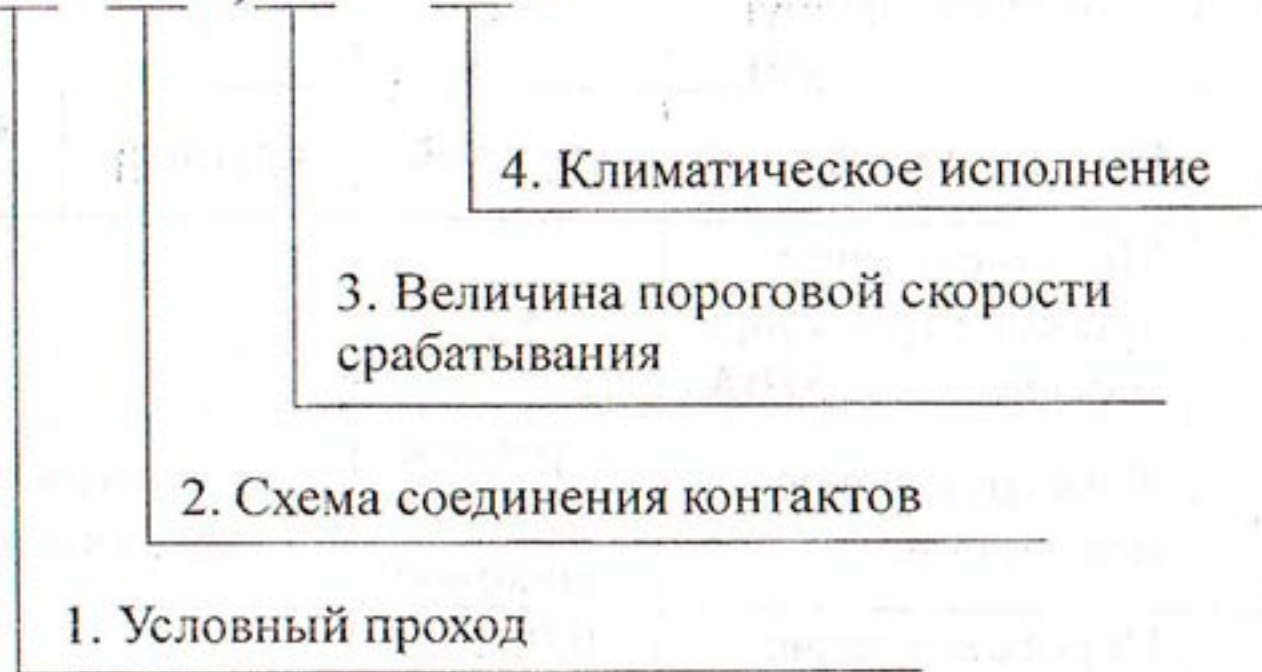 4. Климатическое исполнение
3. Величина пороговой скорости
срабатывания
2. Схема соединения контактов
1. Условный проход